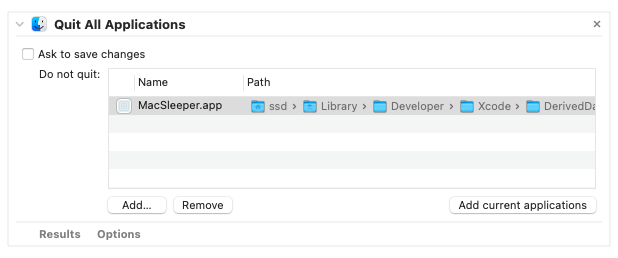 Quit All Applications
Ask to save changes
Do not quit:
Name Path
MacSleeper.app ssd › Library › Developer › Xcode › DerivedDa
Add... Remove Add current applications
Results Options